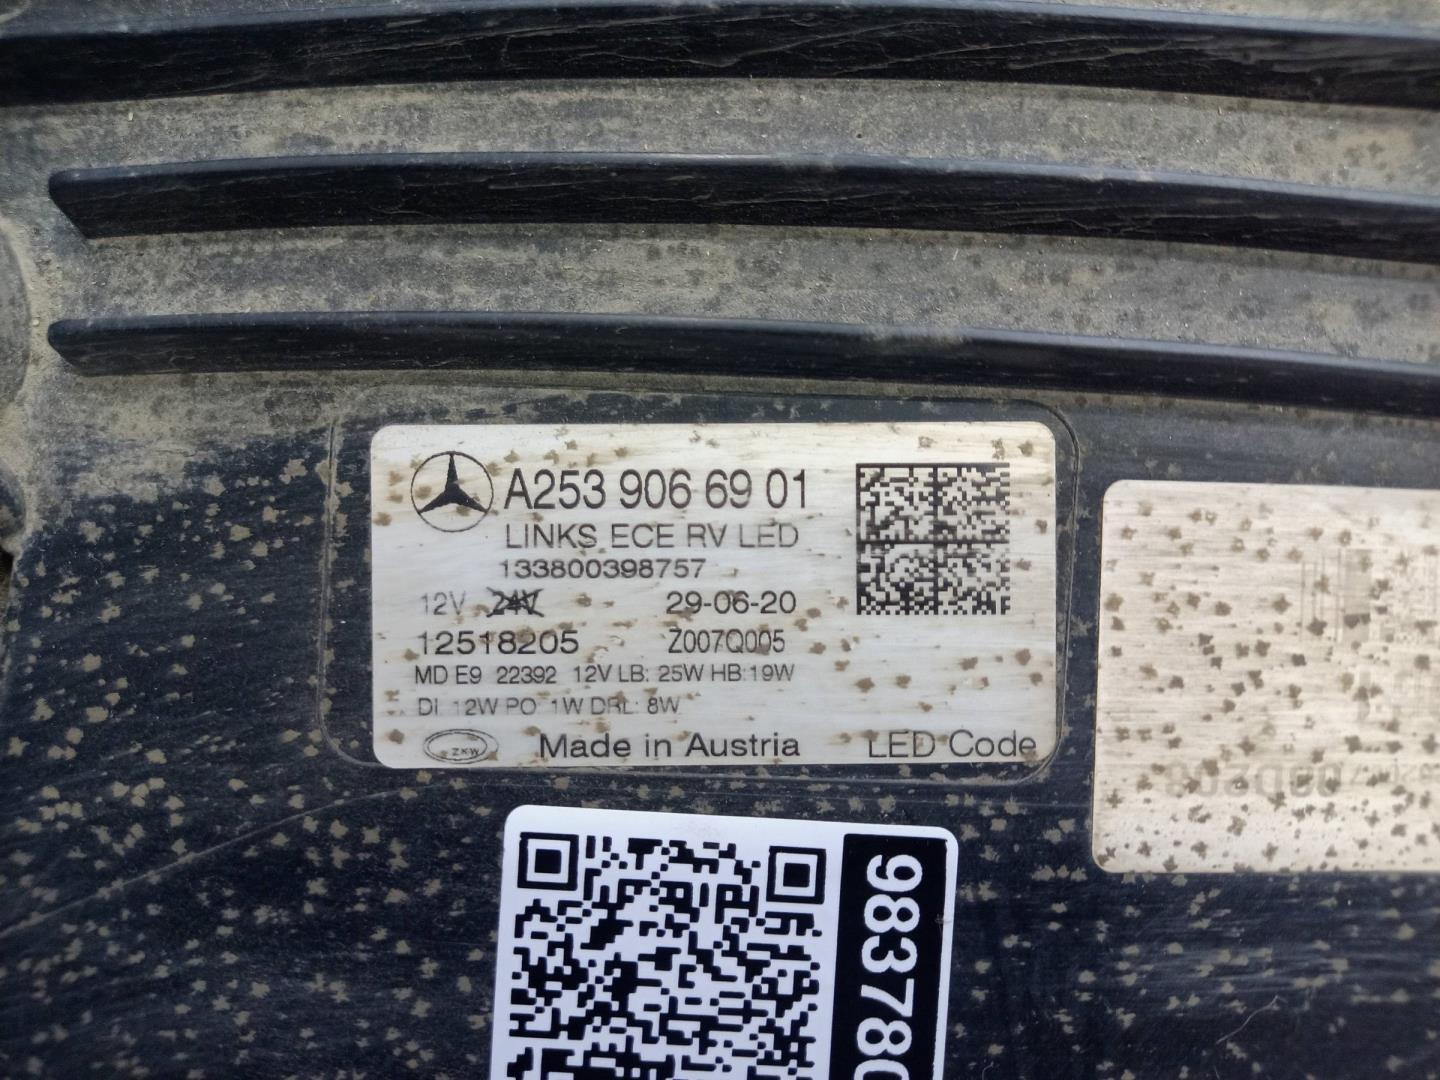 A253 906 69 01
LINKS ECE RV LED
133800398757
12V 24V 29-06-20
12518205 Z007Q005
MD E9 22392 12V LB: 25W HB:19W
DI 12W PO 1W DRL: 8W
ZKW Made in Austria LED Code
983780